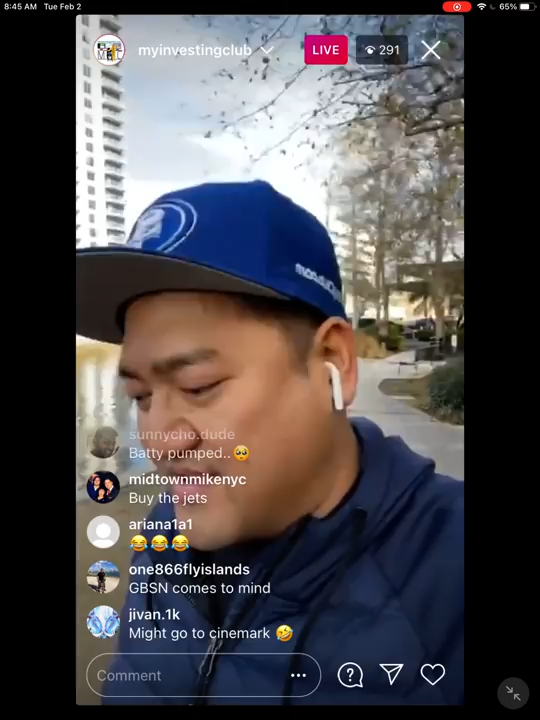 8:45 AM Tue Feb 2
65%
myinvestingclub
LIVE
291
sunnycho.dude
Batty pumped..🥺
midtownmikenyc
Buy the jets
ariana1a1
😂😂😂
one866flyislands
GBSN comes to mind
jivan.1k
Might go to cinemark 🤣
Comment